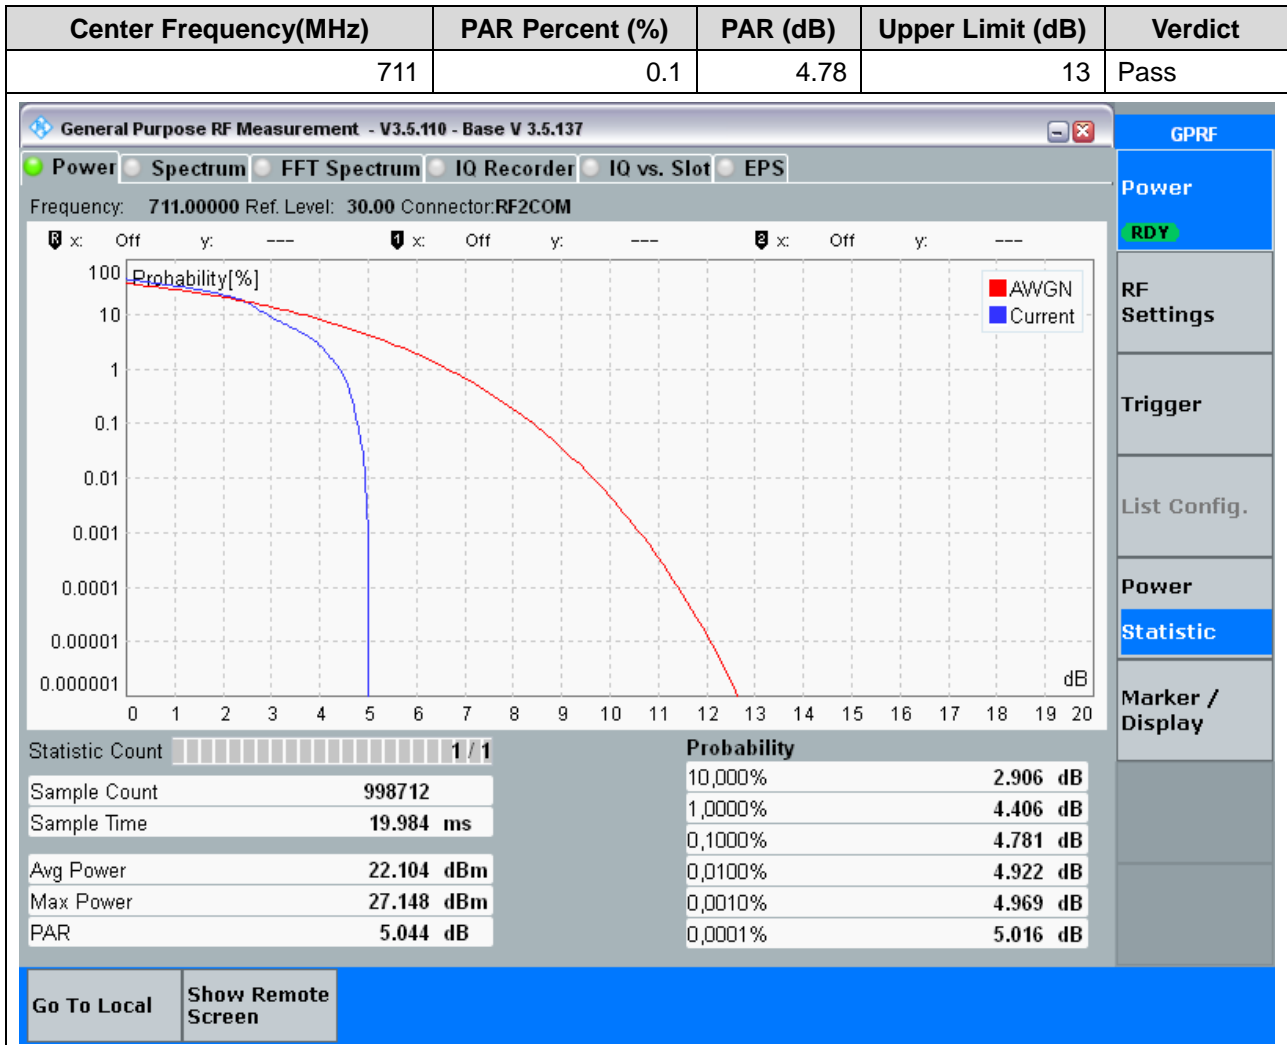 Center Frequency(MHz) PAR Percent (%) PAR (dB) Upper Limit (dB) Verdict
711 0.1 4.78 13 Pass
General Purpose RF Measurement - V3.5.110 - Base V 3.5.137
GPRF
Power Spectrum FFT Spectrum IQ Recorder IQ vs. Slot EPS
Power
RDY
Frequency: 711.00000 Ref. Level: 30.00 Connector:RF2COM
R x: Off y: --- 1 x: Off y: --- 2 x: Off y: ---
Probability[%]
100
10
1
0.1
0.01
0.001
0.0001
0.00001
0.000001
AWGN
Current
dB
0 1 2 3 4 5 6 7 8 9 10 11 12 13 14 15 16 17 18 19 20
RF
Settings
Trigger
List Config.
Power
Statistic
Marker /
Display
Statistic Count 1 / 1
Sample Count 998712
Sample Time 19.984 ms
Avg Power 22.104 dBm
Max Power 27.148 dBm
PAR 5.044 dB
Probability
10,000% 2.906 dB
1,0000% 4.406 dB
0,1000% 4.781 dB
0,0100% 4.922 dB
0,0010% 4.969 dB
0,0001% 5.016 dB
Go To Local
Show Remote
Screen